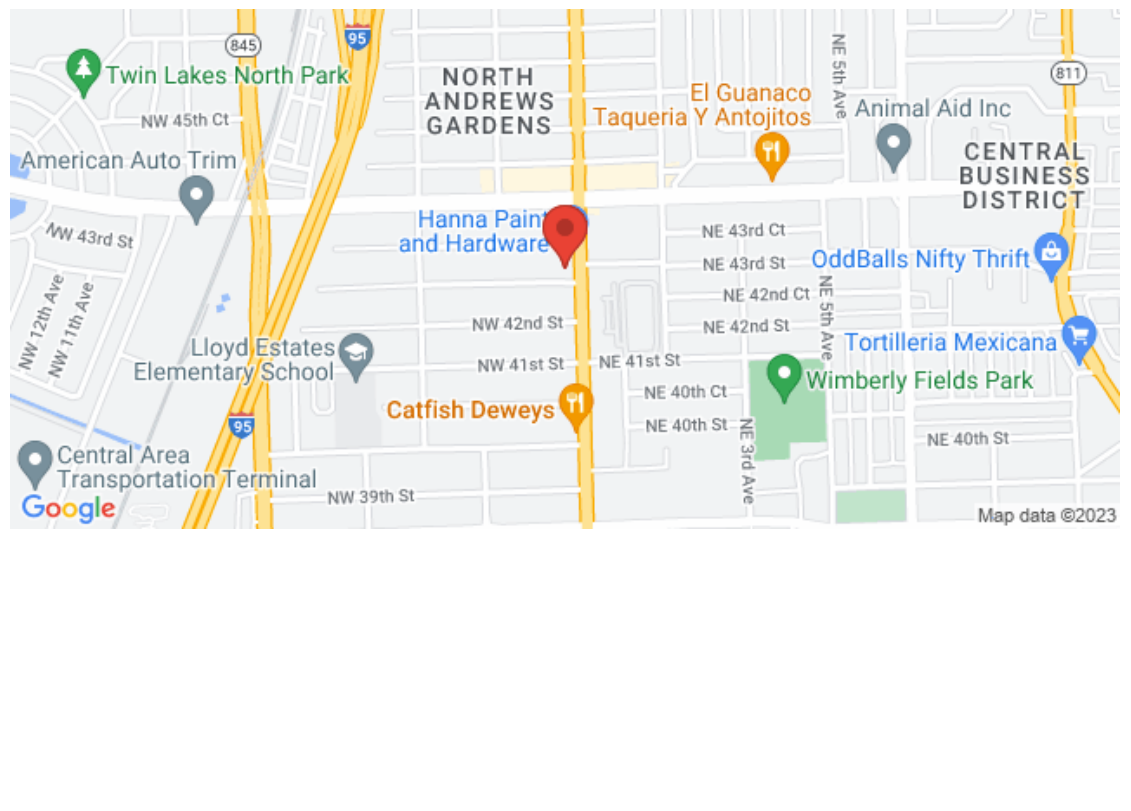 95
845
811
Twin Lakes North Park
NORTH
ANDREWS
GARDENS
NE 5th Ave
El Guanaco
Taqueria Y Antojitos
Animal Aid Inc
NW 45th Ct
American Auto Trim
CENTRAL
BUSINESS
DISTRICT
Hanna Paint
and Hardware
NW 43rd St
NE 43rd Ct
NE 43rd St
OddBalls Nifty Thrift
NW 12th Ave
NW 11th Ave
NE 42nd Ct
NE 5th Ave
NW 42nd St
NE 42nd St
Lloyd Estates
Elementary School
Tortilleria Mexicana
NW 41st St
NE 41st St
Wimberly Fields Park
NE 40th Ct
Catfish Deweys
95
NE 40th St
NE 3rd Ave
NE 40th St
Central Area
Transportation Terminal
NW 39th St
Google
Map data ©2023